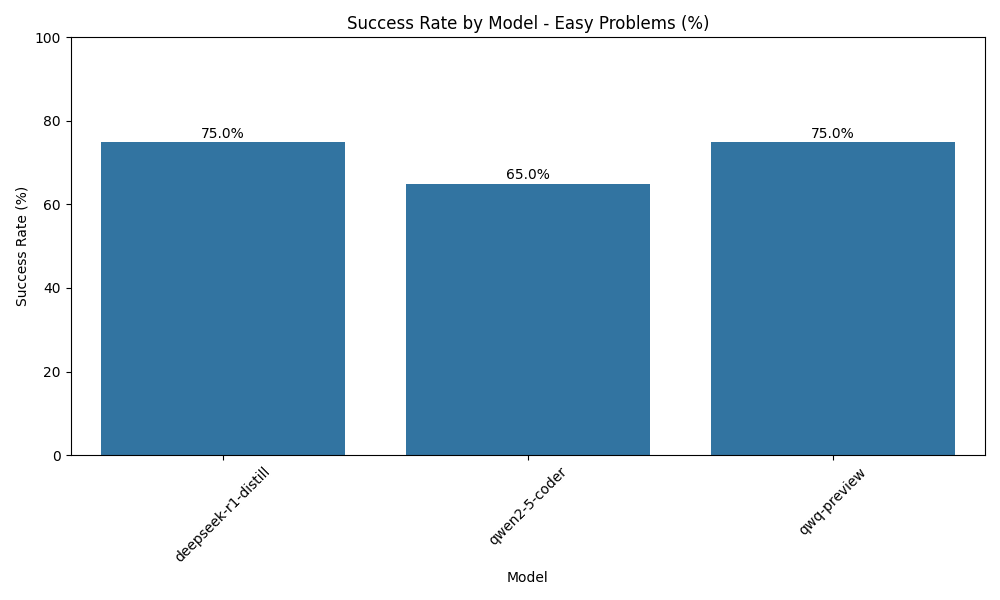 Success Rate by Model - Easy Problems (%)
Success Rate (%)
100
80
60
40
20
0
75.0%
65.0%
75.0%
deepseek-r1-distill
qwen2-5-coder
qwq-preview
Model